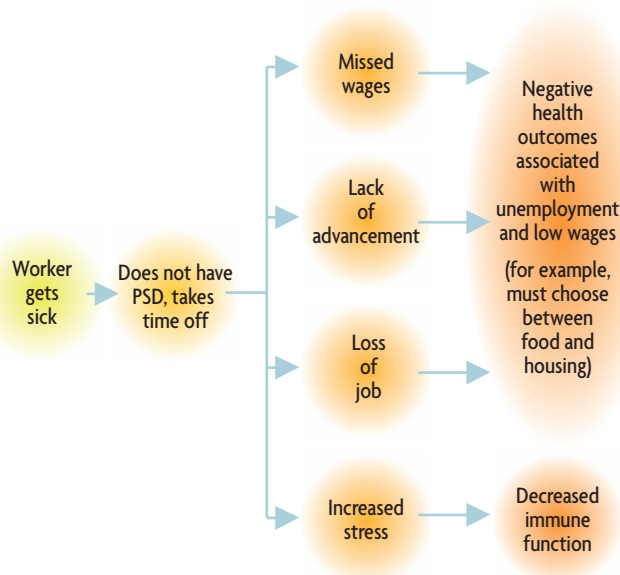 Worker
gets
sick
Does not have
PSD, takes
time off
Missed
wages
Lack
of
advancement
Loss
of
job
Increased
stress
Negative
health
outcomes
associated
with
unemployment
and low wages
(for example,
must choose
between
food and
housing)
Decreased
immune
function